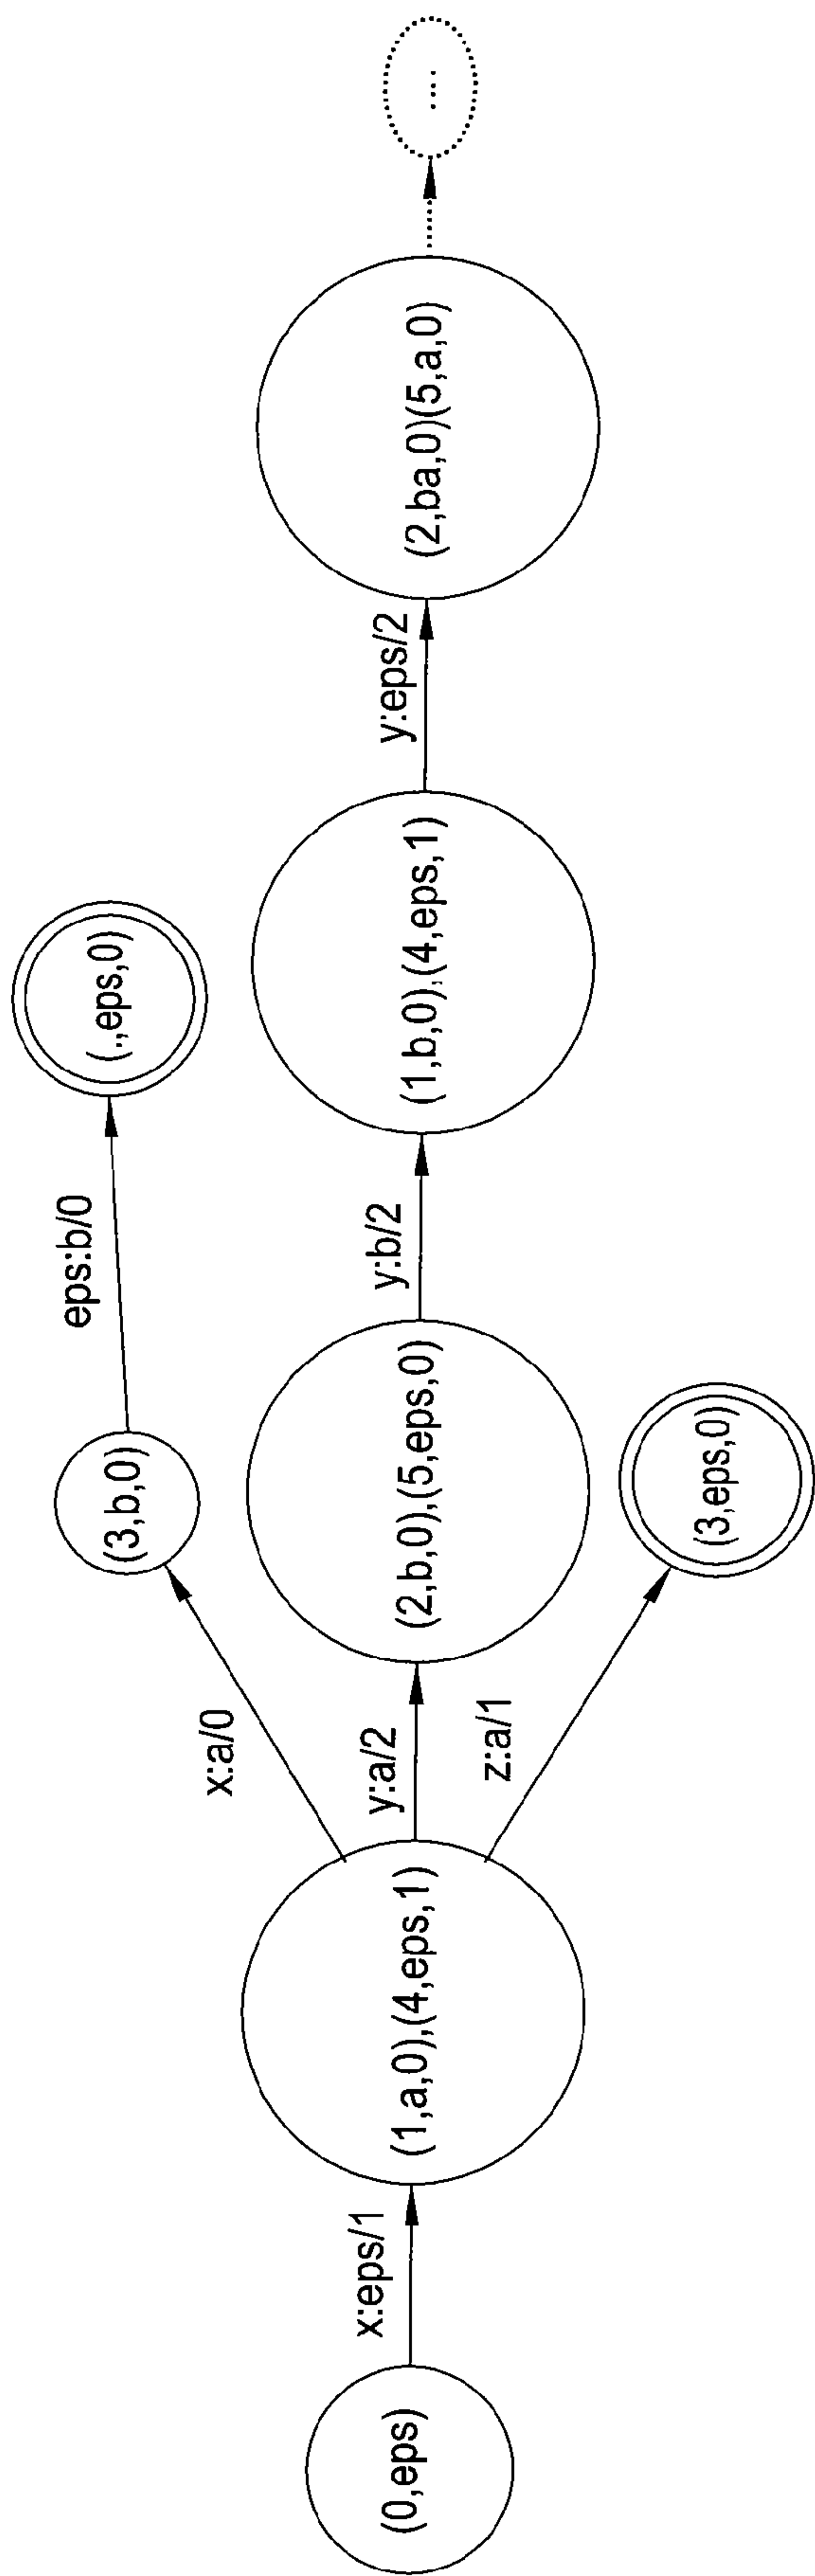 (0,eps)
x:eps/1
(1,a,0),(4,eps,1)
x:a/0
(3,b,0)
eps:b/0
(.,eps,0)
y:a/2
(2,b,0),(5,eps,0)
y:b/2
(1,b,0),(4,eps,1)
y:eps/2
(2,ba,0)(5,a,0)
...
z:a/1
(3,eps,0)